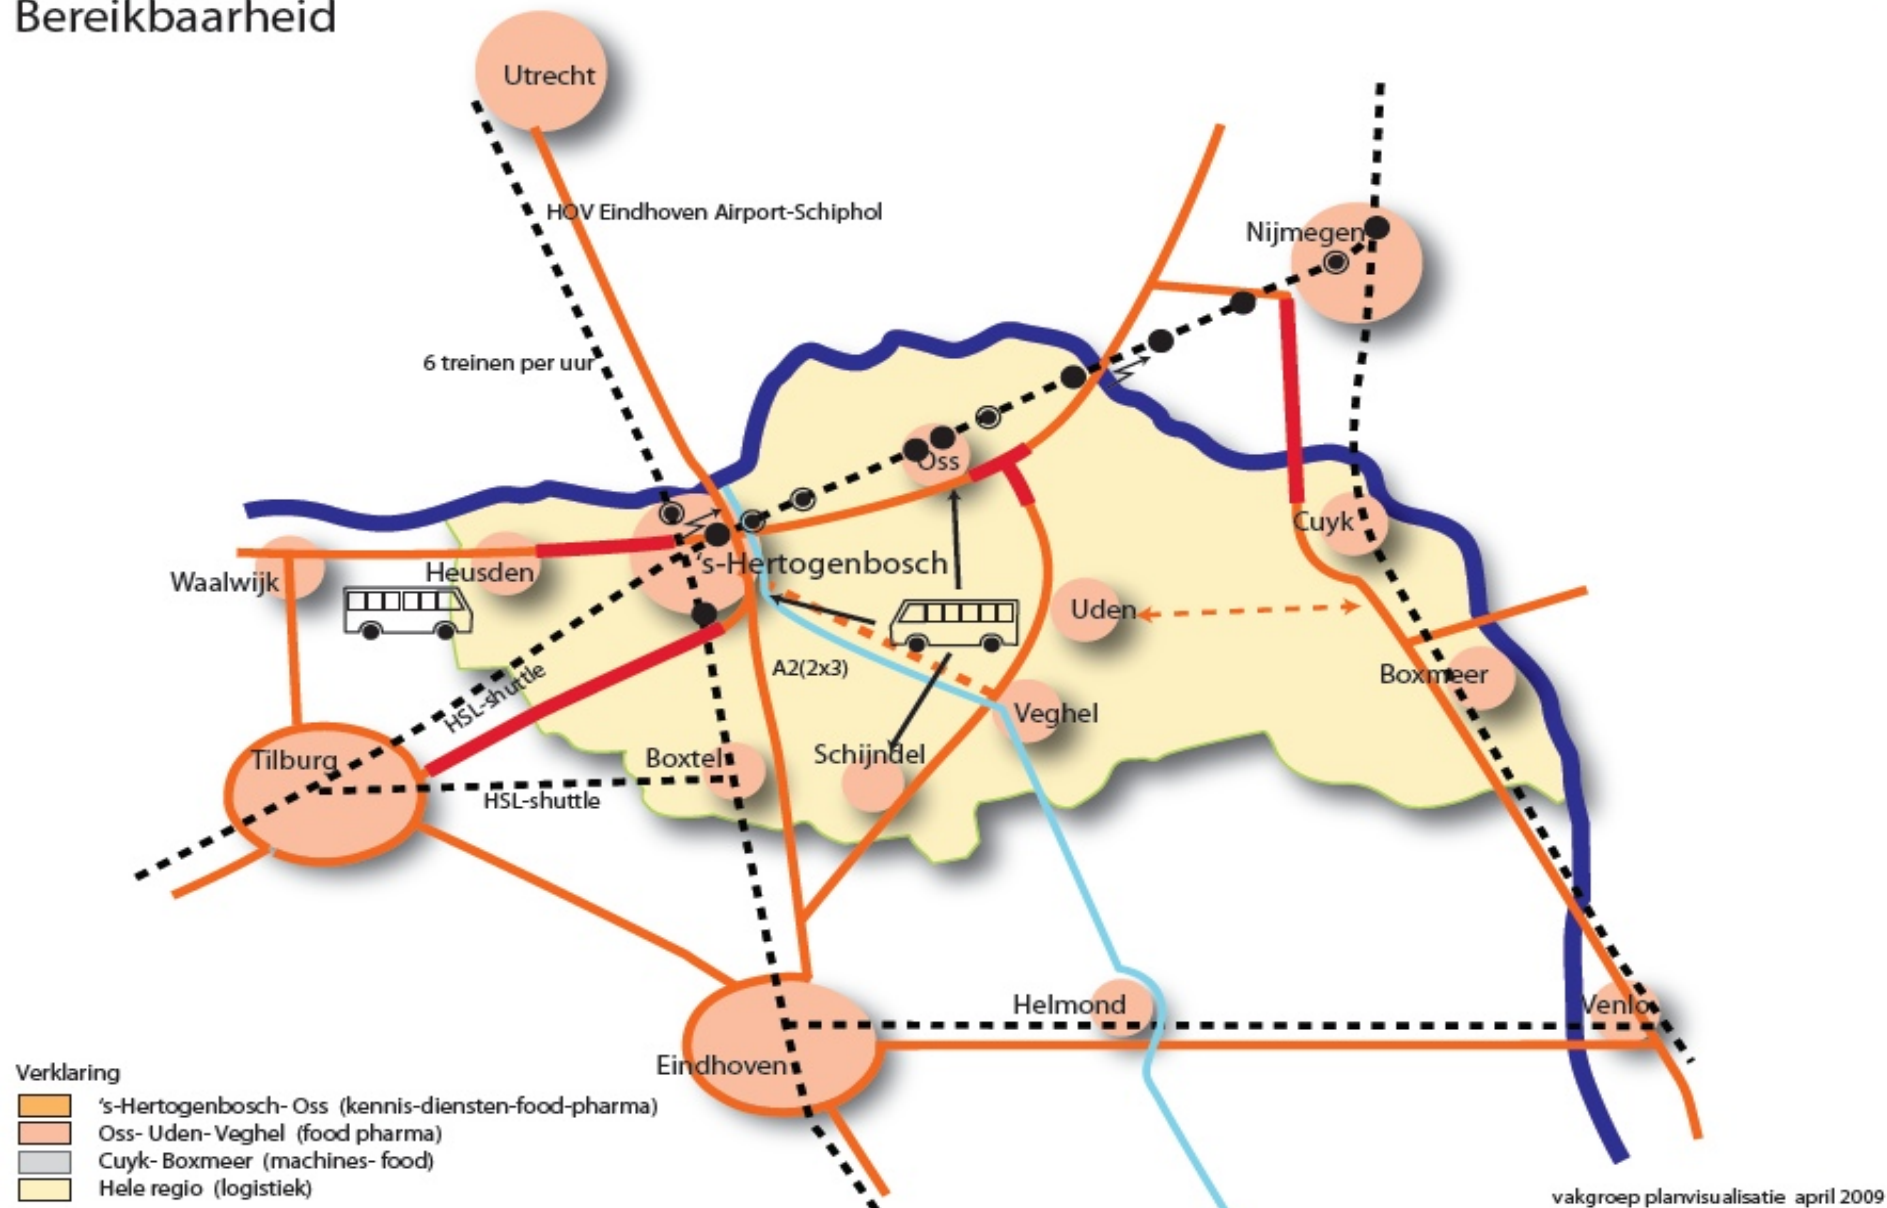 Bereikbaarheid
Utrecht
HOV Eindhoven Airport-Schiphol
Nijmegen
6 treinen per uur
Oss
Cuyk
's-Hertogenbosch
Heusden
Waalwijk
Uden
A2(2x3)
Boxmeer
HSL-shuttle
Veghel
Tilburg
Boxtel
Schijndel
HSL-shuttle
Helmond
Venlo
Eindhoven
Verklaring
's-Hertogenbosch- Oss (kennis-diensten-food-pharma)
Oss- Uden- Veghel (food pharma)
Cuyk- Boxmeer (machines- food)
Hele regio (logistiek)
vakgroep planvisualisatie april 2009